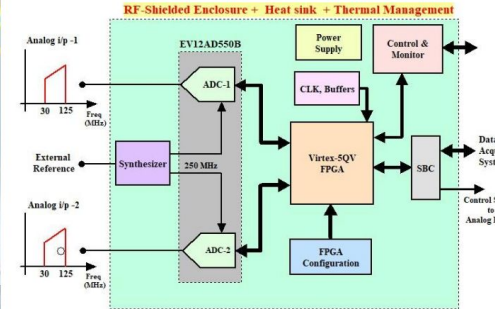 RF-Shielded Enclosure + Heat sink + Thermal Management
Analog i/p -1
30 125 Freq
(MHz)
EV12AD550B
ADC-1
Power
Supply
Control &
Monitor
CLK, Buffers
External
Reference
Synthesizer
250 MHz
Virtex-5QV
FPGA
SBC
Data
Acqu
Syst
Control S
to
Analog
Analog i/p -2
30 125 Freq
(MHz)
ADC-2
FPGA
Configuration